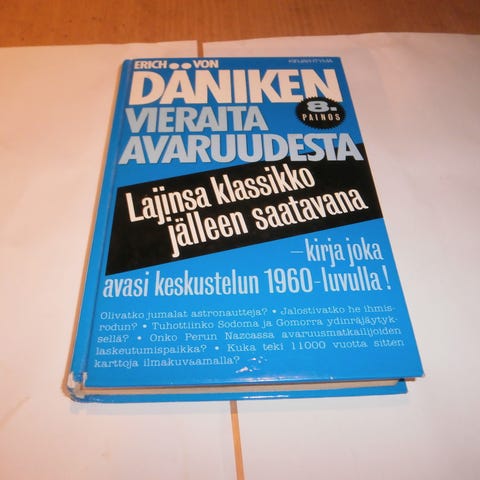 ERICH VON
KIRJAYHTYMÄ
DÄNIKEN
8.
PAINOS
VIERAITA
AVARUUDESTA
Lajinsa klassikko
jälleen saatavana
–kirja joka
avasi keskustelun 1960-luvulla!
Olivatko jumalat astronautteja? • Jalostivatko he ihmis-
rodun? • Tuhottiinko Sodoma ja Gomorra ydinräjäytyk-
sellä? • Onko Perun Nazcassa avaruusmatkailijoiden
laskeutumispaikka? • Kuka teki 11000 vuotta sitten
karttoja ilmakuvaamalla?